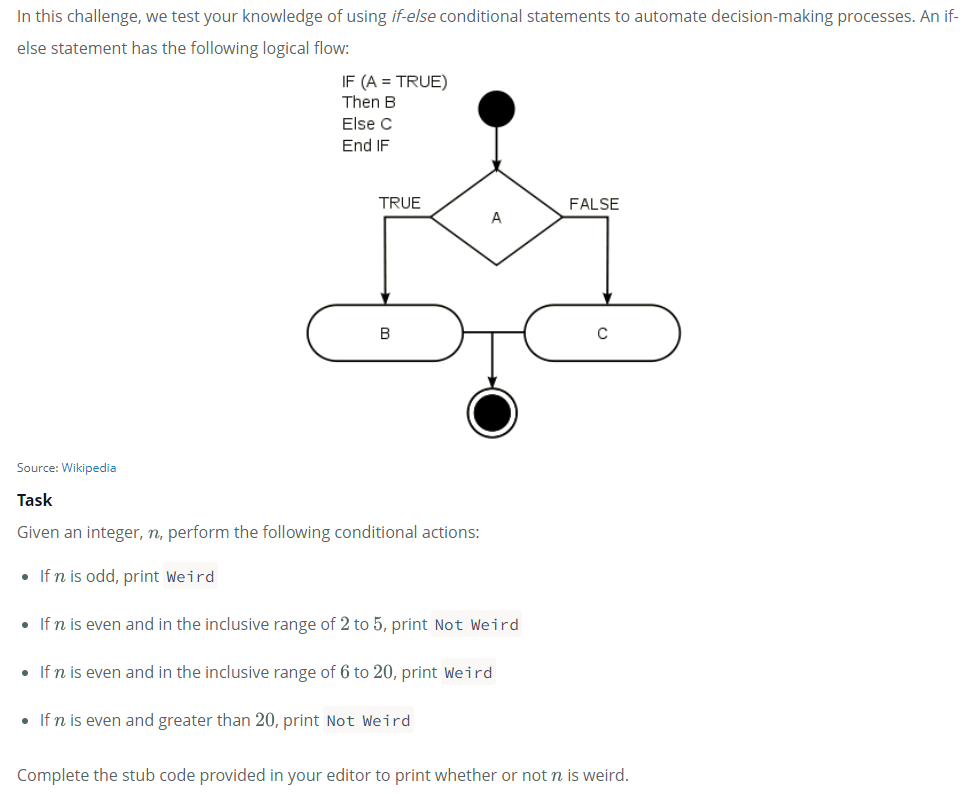 In this challenge, we test your knowledge of using if-else conditional statements to automate decision-making processes. An if-
else statement has the following logical flow:
IF (A = TRUE)
Then B
Else C
End IF
TRUE
FALSE
A
B
C
Source: Wikipedia
Task
Given an integer, n, perform the following conditional actions:
• If n is odd, print Weird
• If n is even and in the inclusive range of 2 to 5, print Not Weird
• If n is even and in the inclusive range of 6 to 20, print Weird
• If n is even and greater than 20, print Not Weird
Complete the stub code provided in your editor to print whether or not n is weird.